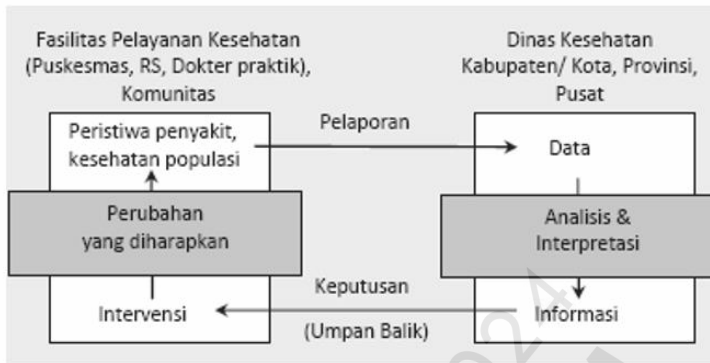 Fasilitas Pelayanan Kesehatan
(Puskesmas, RS, Dokter praktik),
Komunitas
Dinas Kesehatan
Kabupaten/ Kota, Provinsi,
Pusat
Peristiwa penyakit,
kesehatan populasi
Pelaporan
Data
Perubahan
yang diharapkan
Analisis &
Interpretasi
Intervensi
Keputusan
(Umpan Balik)
Informasi
2024